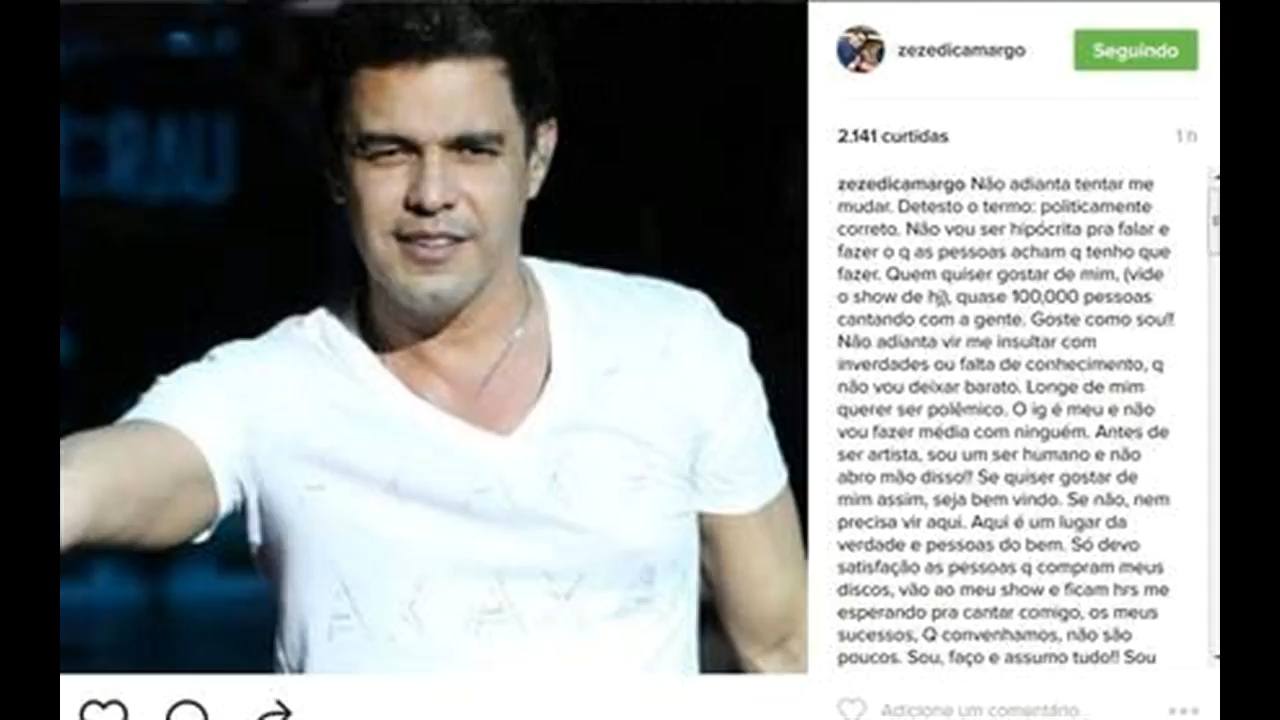 zezedicamargo
Seguindo
2.141 curtidas
1 h
zezedicamargo Não adianta tentar me
mudar. Detesto o termo: politicamente
correto. Não vou ser hipócrita pra falar e
fazer o q as pessoas acham q tenho que
fazer. Quem quiser gostar de mim, (vide
o show de hj), quase 100,000 pessoas
cantando com a gente. Goste como sou!!
Não adianta vir me insultar com
inverdades ou falta de conhecimento, q
não vou deixar barato. Longe de mim
querer ser polêmico. O ig é meu e não
vou fazer média com ninguém. Antes de
ser artista, sou um ser humano e não
abro mão disso!! Se quiser gostar de
mim assim, seja bem vindo. Se não, nem
precisa vir aqui. Aqui é um lugar da
verdade e pessoas do bem. Só devo
satisfação as pessoas q compram meus
discos, vão ao meu show e ficam hrs me
esperando pra cantar comigo, os meus
sucessos, Q convenhamos, não são
poucos. Sou, faço e assumo tudo!! Sou
Adicione um comentário...